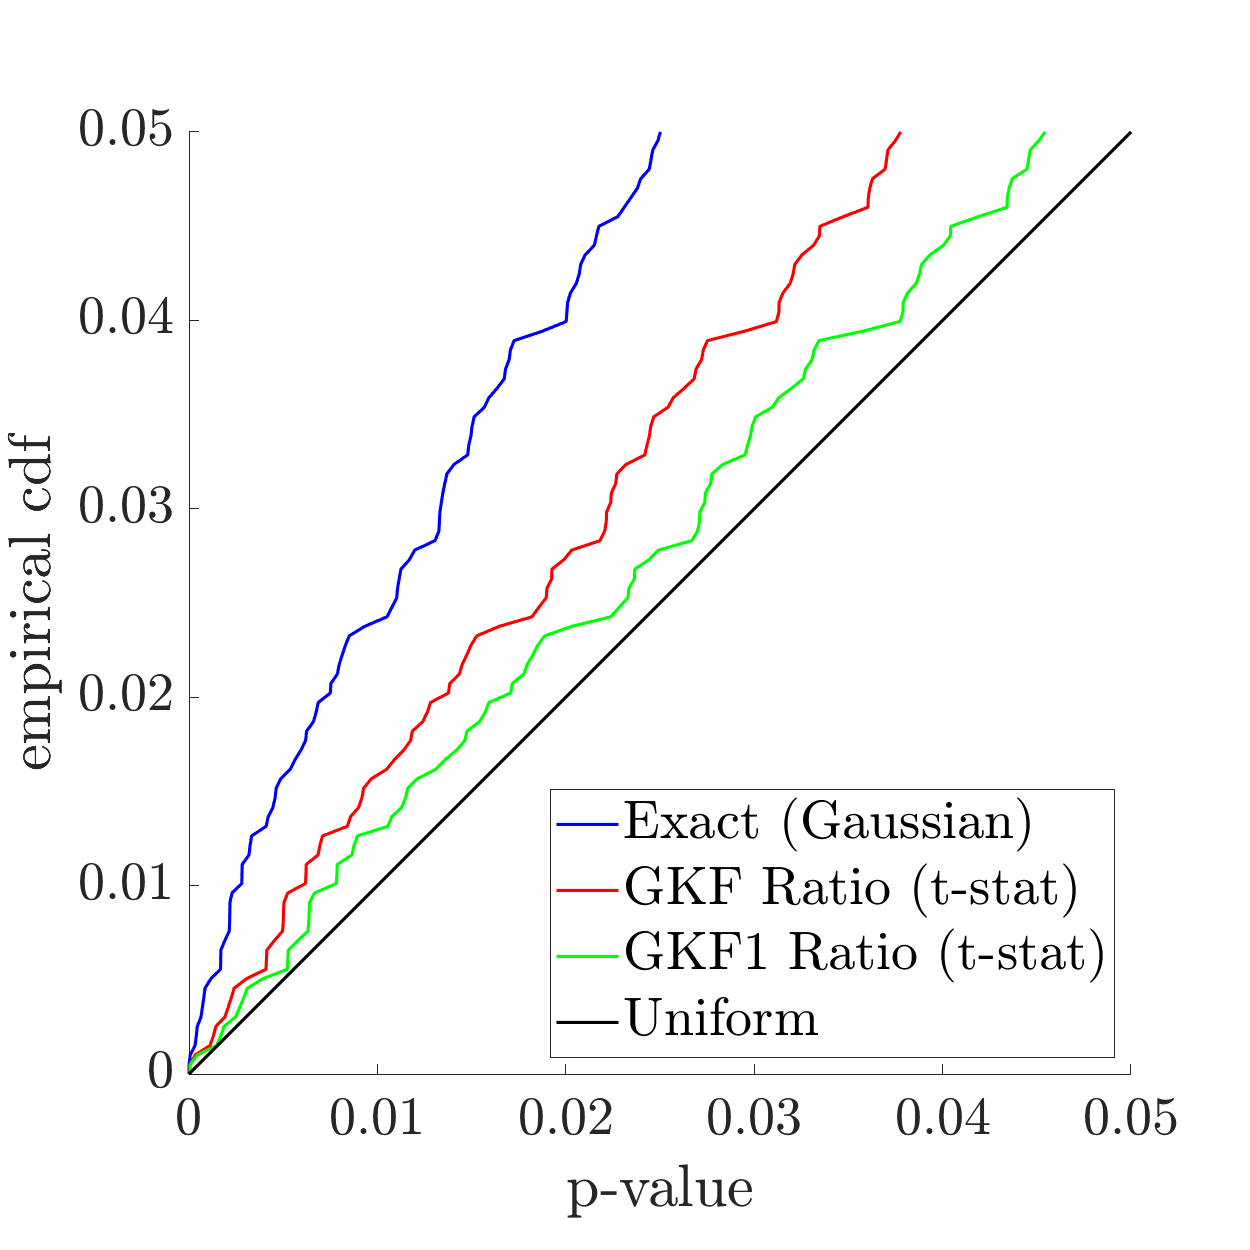 0.05
0.04
0.03
0.02
0.01
0
empirical cdf
Exact (Gaussian)
GKF Ratio (t-stat)
GKF1 Ratio (t-stat)
Uniform
0 0.01 0.02 0.03 0.04 0.05
p-value